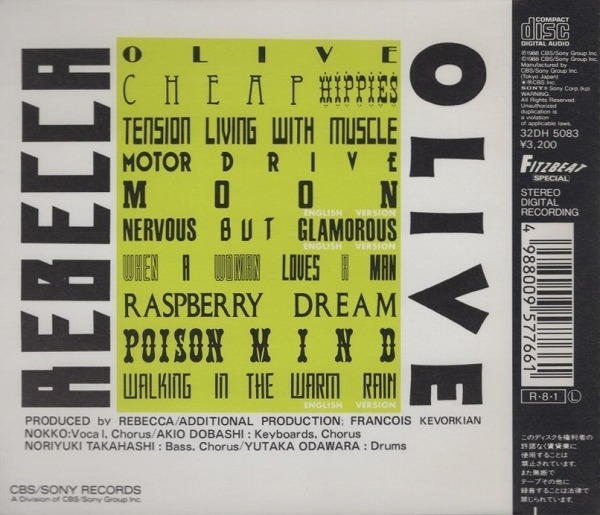 REBECCA
OLIVE
CHEAP HIPPIES
TENSION LIVING WITH MUSCLE
MOTOR DRIVE
MOON
ENGLISH VERSION
NERVOUS BUT GLAMOROUS
ENGLISH VERSION
WHEN A WOMAN LOVES A MAN
RASPBERRY DREAM
POISON MIND
WALKING IN THE WARM RAIN
ENGLISH VERSION
OLIVE
PRODUCED by REBECCA/ADDITIONAL PRODUCTION: FRANCOIS KEVORKIAN
NOKKO:Vocal, Chorus/AKIO DOBASHI : Keyboards, Chorus
NORIYUKI TAKAHASHI : Bass, Chorus/YUTAKA ODAWARA : Drums
CBS/SONY RECORDS
A Division of CBS/Sony Group Inc.
COMPACT
disc
DIGITAL AUDIO
Ⓟ1988 CBS/Sony Group Inc.
©1988 CBS/Sony Group Inc.
Manufactured by
CBS/Sony Group Inc.
(Tokyo Japan)
CBS Inc.
SONY® Sony Corp.
WARNING:
All Rights Reserved.
Unauthorized
duplication is
a violation
of applicable laws.
32DH 5083
¥3,200
FITZBEAT
SPECIAL
STEREO
DIGITAL
RECORDING
4988009577661
R·8·1 Ⓛ
このディスクを権利者の
許諾なく賃貸業に
使用することは
禁止されています。
また無断で
テープその他に
録音することは法律で
禁じられています。